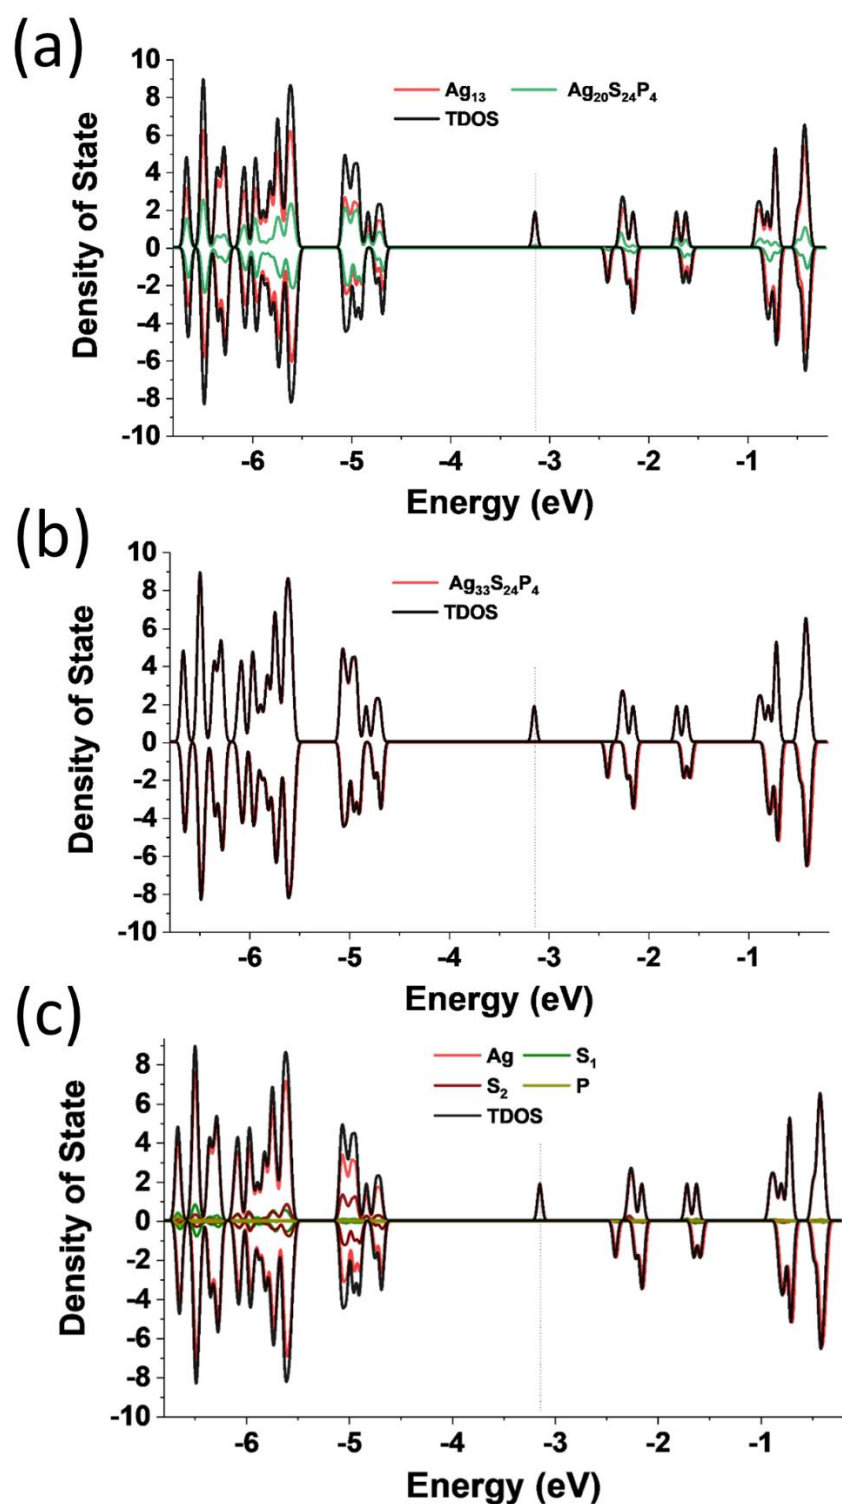 (a)
10
8
6
4
2
0
-2
-4
-6
-8
-10
Density of State
Ag₁₃ Ag₂₀S₂₄P₄
TDOS
-6 -5 -4 -3 -2 -1
Energy (eV)
(b)
10
8
6
4
2
0
-2
-4
-6
-8
-10
Density of State
Ag₃₃S₂₄P₄
TDOS
-6 -5 -4 -3 -2 -1
Energy (eV)
(c)
8
6
4
2
0
-2
-4
-6
-8
-10
Density of State
Ag S₁
S₂ P
TDOS
-6 -5 -4 -3 -2 -1
Energy (eV)